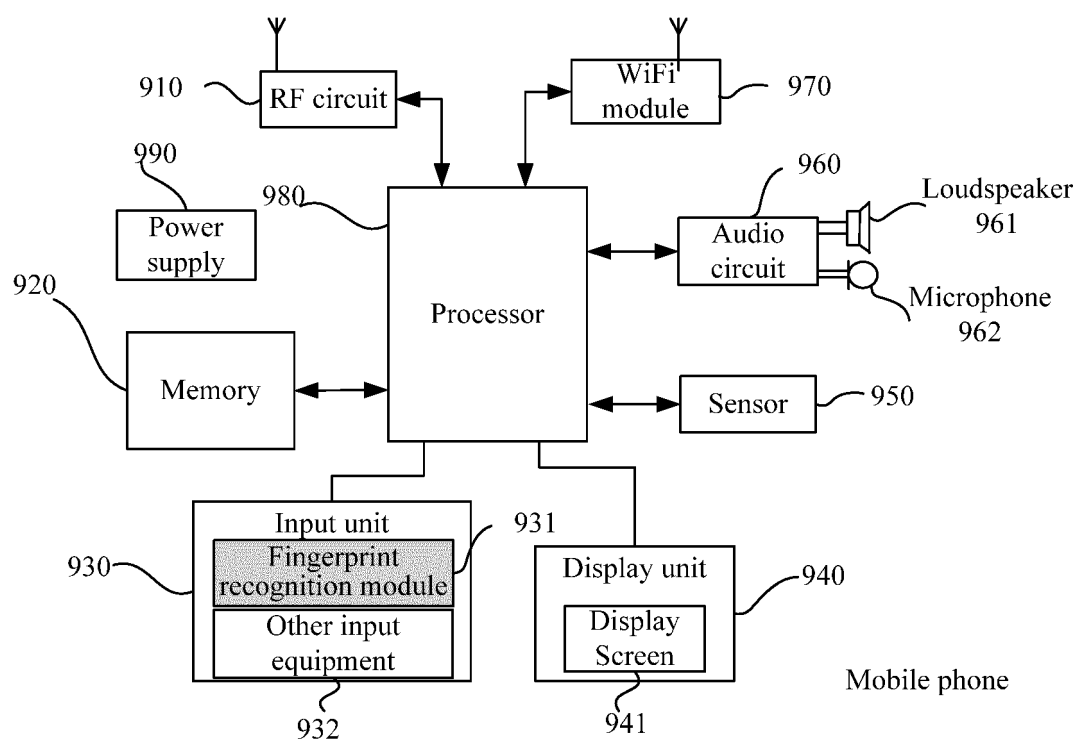 910
RF circuit
WiFi
module
970
990
Power
supply
980
Processor
960
Audio
circuit
Loudspeaker
961
Microphone
962
920
Memory
Sensor
950
930
Input unit
931
Fingerprint
recognition module
Other input
equipment
932
Display unit
940
Display
Screen
941
Mobile phone